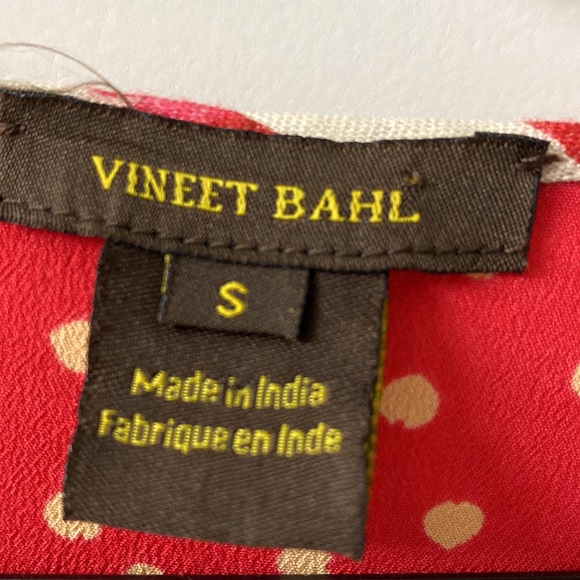 VINEET BAHL
S
Made in India
Fabrique en Inde